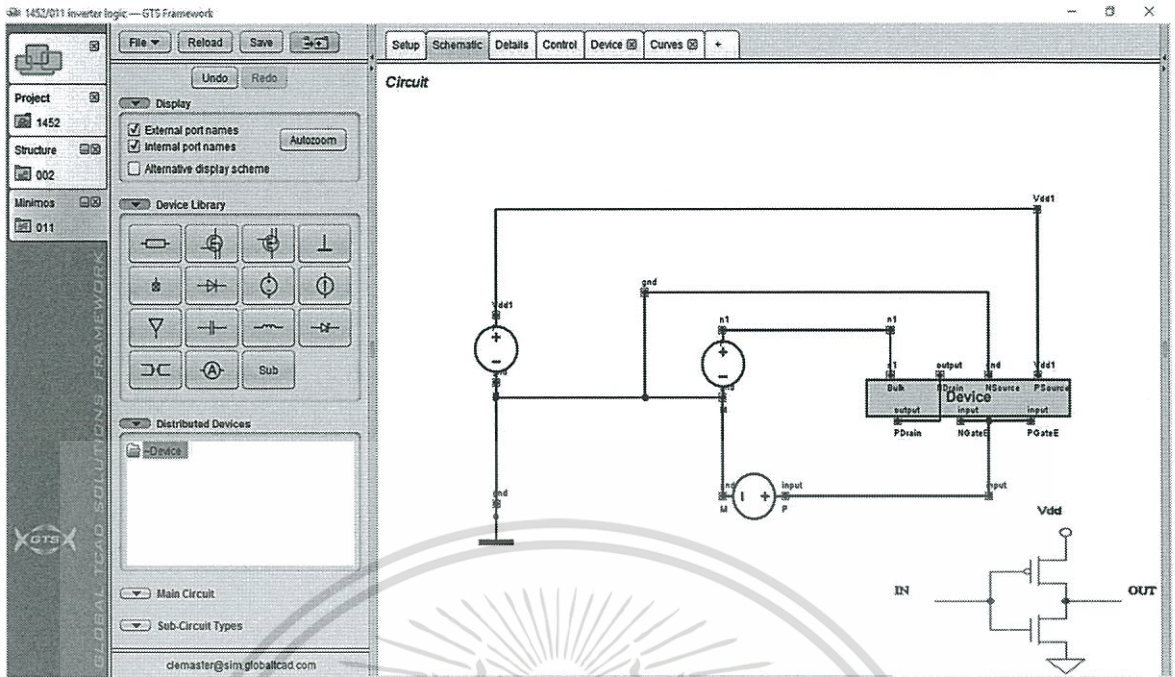 1452/011 inverter logic — GTS Framework
File
Reload
Save
Undo
Redo
Display
External port names
Internal port names
Autozoom
Alternative display scheme
Device Library
Sub
Distributed Devices
~Device
Main Circuit
Sub-Circuit Types
clemaster@sim.globaltcad.com
Project
1452
Structure
002
Minimos
011
GLOBAL TCAD SOLUTIONS FRAMEWORK
GTS
Setup
Schematic
Details
Control
Device
Curves
+
Circuit
Vdd1
gnd
Vdd1
n1
n1
output
gnd
Vdd1
Bulk
NSource
PSource
Device
output
input
input
PDrain
NGateE
PGateE
gnd
input
input
M
P
Vdd
IN
OUT